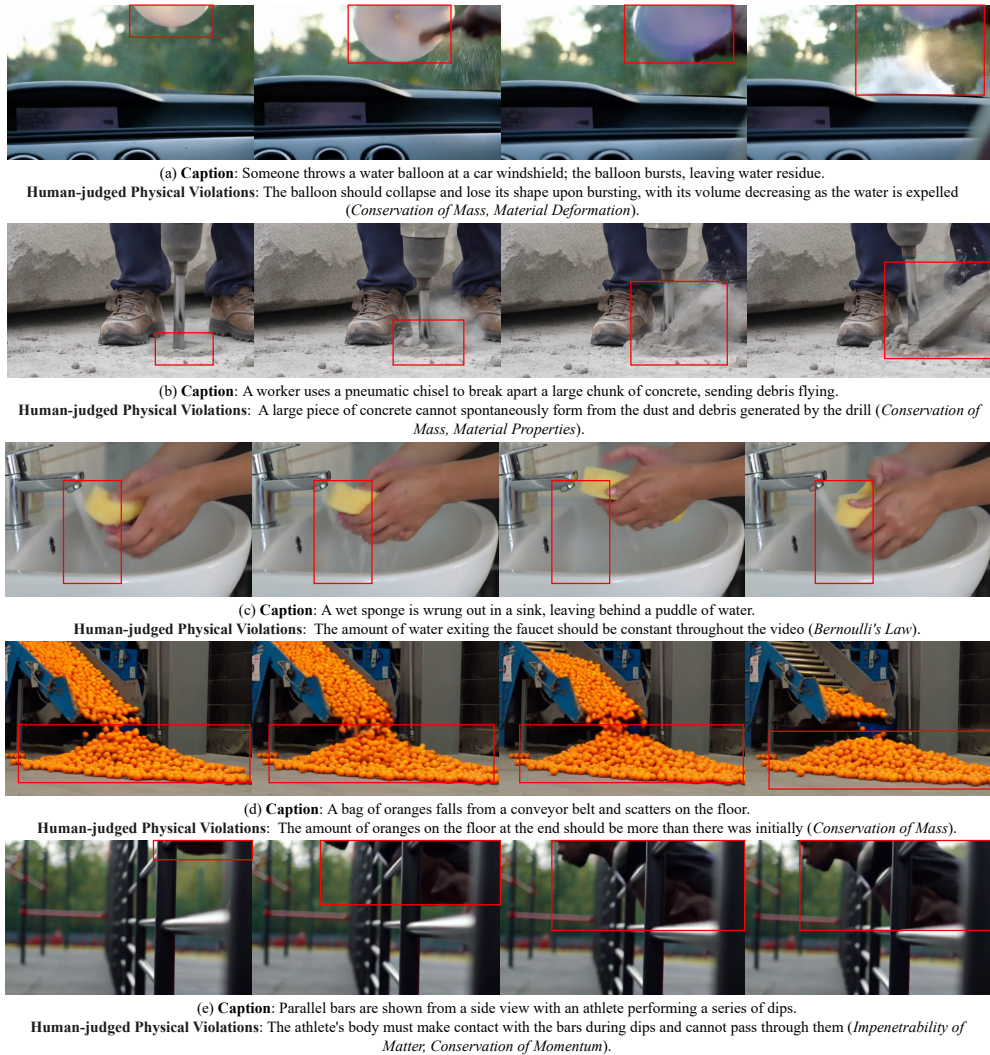 (a) Caption: Someone throws a water balloon at a car windshield; the balloon bursts, leaving water residue.
Human-judged Physical Violations: The balloon should collapse and lose its shape upon bursting, with its volume decreasing as the water is expelled
(Conservation of Mass, Material Deformation).
(b) Caption: A worker uses a pneumatic chisel to break apart a large chunk of concrete, sending debris flying.
Human-judged Physical Violations: A large piece of concrete cannot spontaneously form from the dust and debris generated by the drill (Conservation of
Mass, Material Properties).
(c) Caption: A wet sponge is wrung out in a sink, leaving behind a puddle of water.
Human-judged Physical Violations: The amount of water exiting the faucet should be constant throughout the video (Bernoulli's Law).
(d) Caption: A bag of oranges falls from a conveyor belt and scatters on the floor.
Human-judged Physical Violations: The amount of oranges on the floor at the end should be more than there was initially (Conservation of Mass).
(e) Caption: Parallel bars are shown from a side view with an athlete performing a series of dips.
Human-judged Physical Violations: The athlete's body must make contact with the bars during dips and cannot pass through them (Impenetrability of
Matter, Conservation of Momentum).